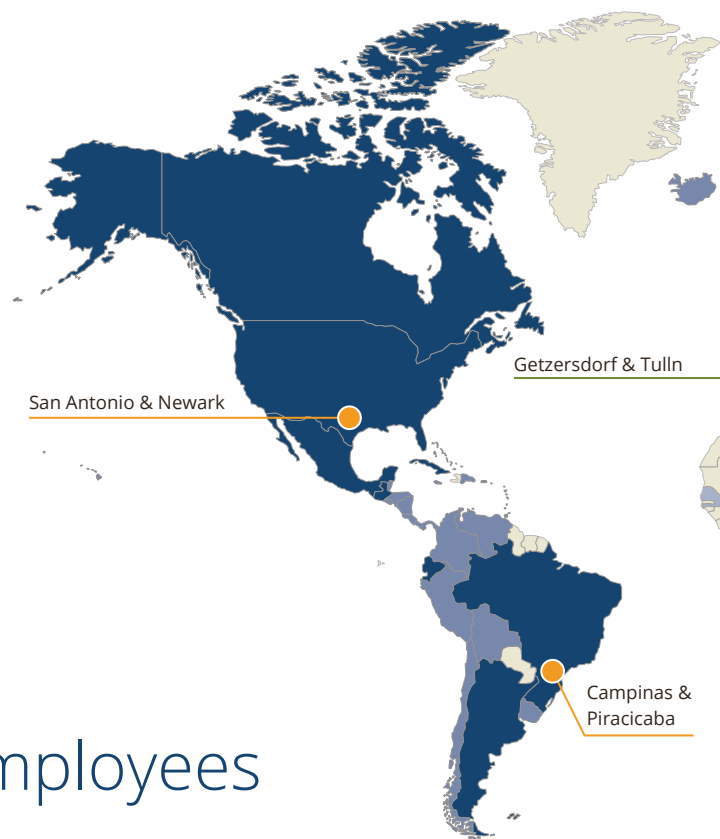 Getzersdorf & Tulln
San Antonio & Newark
Campinas &
Piracicaba
mployees